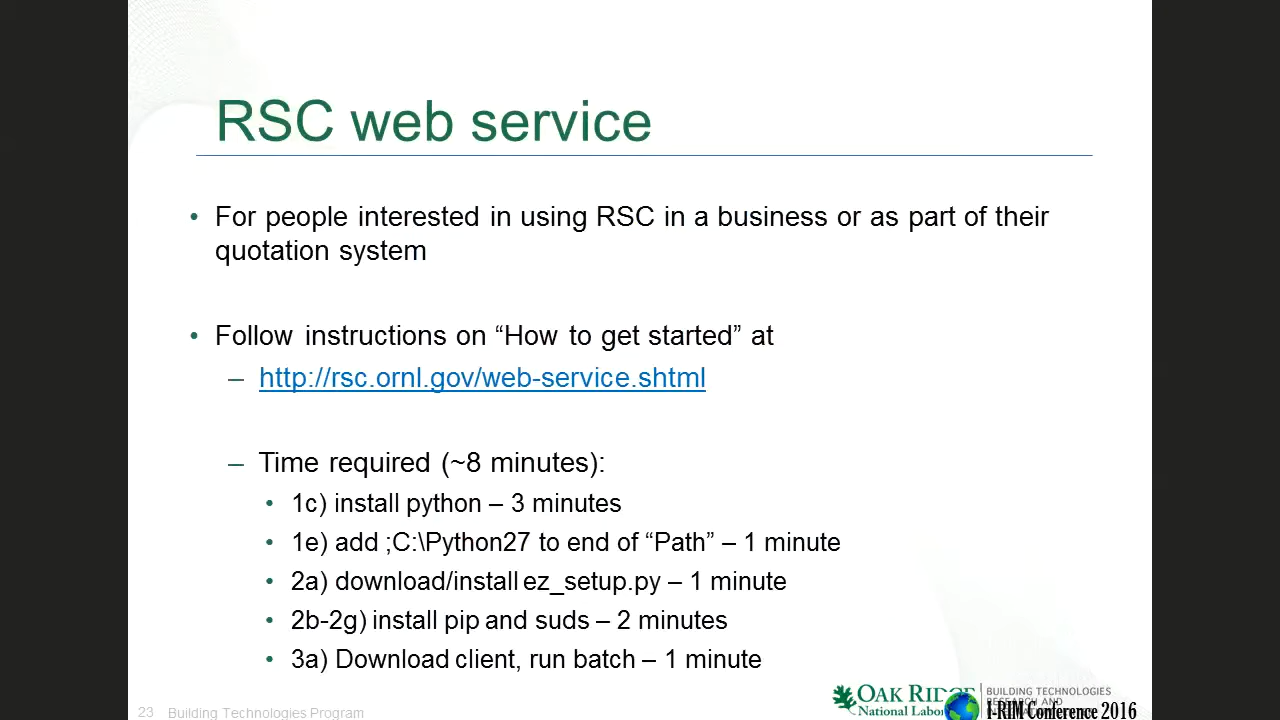 RSC web service
• For people interested in using RSC in a business or as part of their
quotation system
• Follow instructions on “How to get started” at
– http://rsc.ornl.gov/web-service.shtml
– Time required (~8 minutes):
• 1c) install python – 3 minutes
• 1e) add ;C:\Python27 to end of “Path” – 1 minute
• 2a) download/install ez_setup.py – 1 minute
• 2b-2g) install pip and suds – 2 minutes
• 3a) Download client, run batch – 1 minute
23 Building Technologies Program
OAK RIDGE
National Labor
BUILDING TECHNOLOGIES
RESEARCH AND
I-RIM Conference 2016